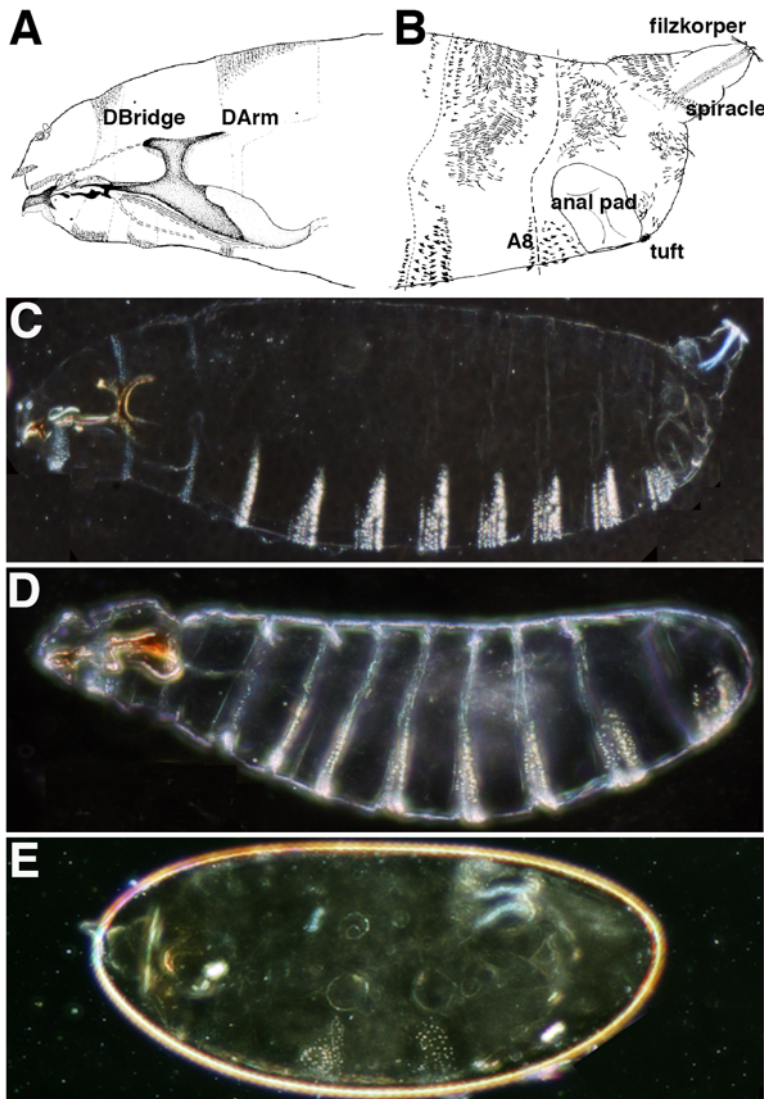 A
DBridge
DArm
B
filzkorper
spiracle
anal pad
A8
tuft
C
D
E